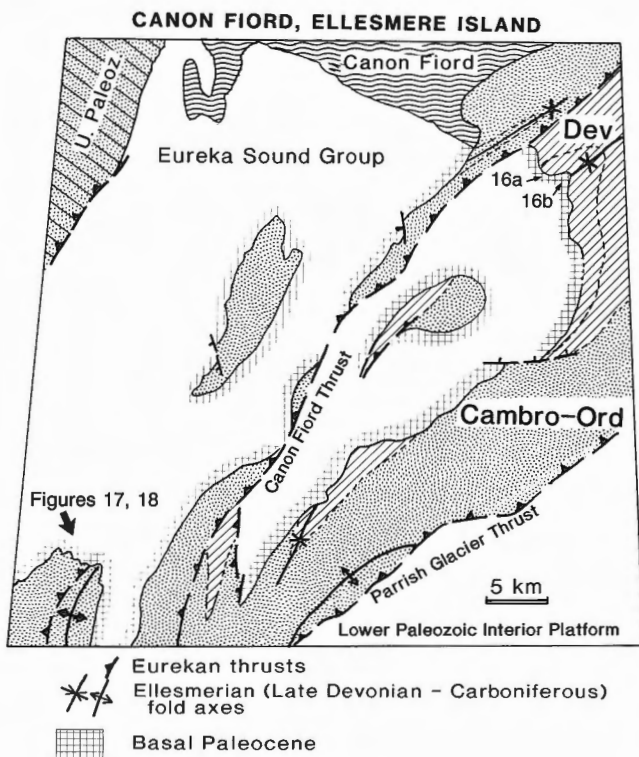 CANON FIORD, ELLESMERE ISLAND
U. Paleoz.
Canon Fiord
Dev
Eureka Sound Group
16a
16b
Canon Fiord Thrust
Cambro-Ord
Figures 17, 18
Parrish Glacier Thrust
5 km
Lower Paleozoic Interior Platform
Eurekan thrusts
Ellesmerian (Late Devonian - Carboniferous)
fold axes
Basal Paleocene